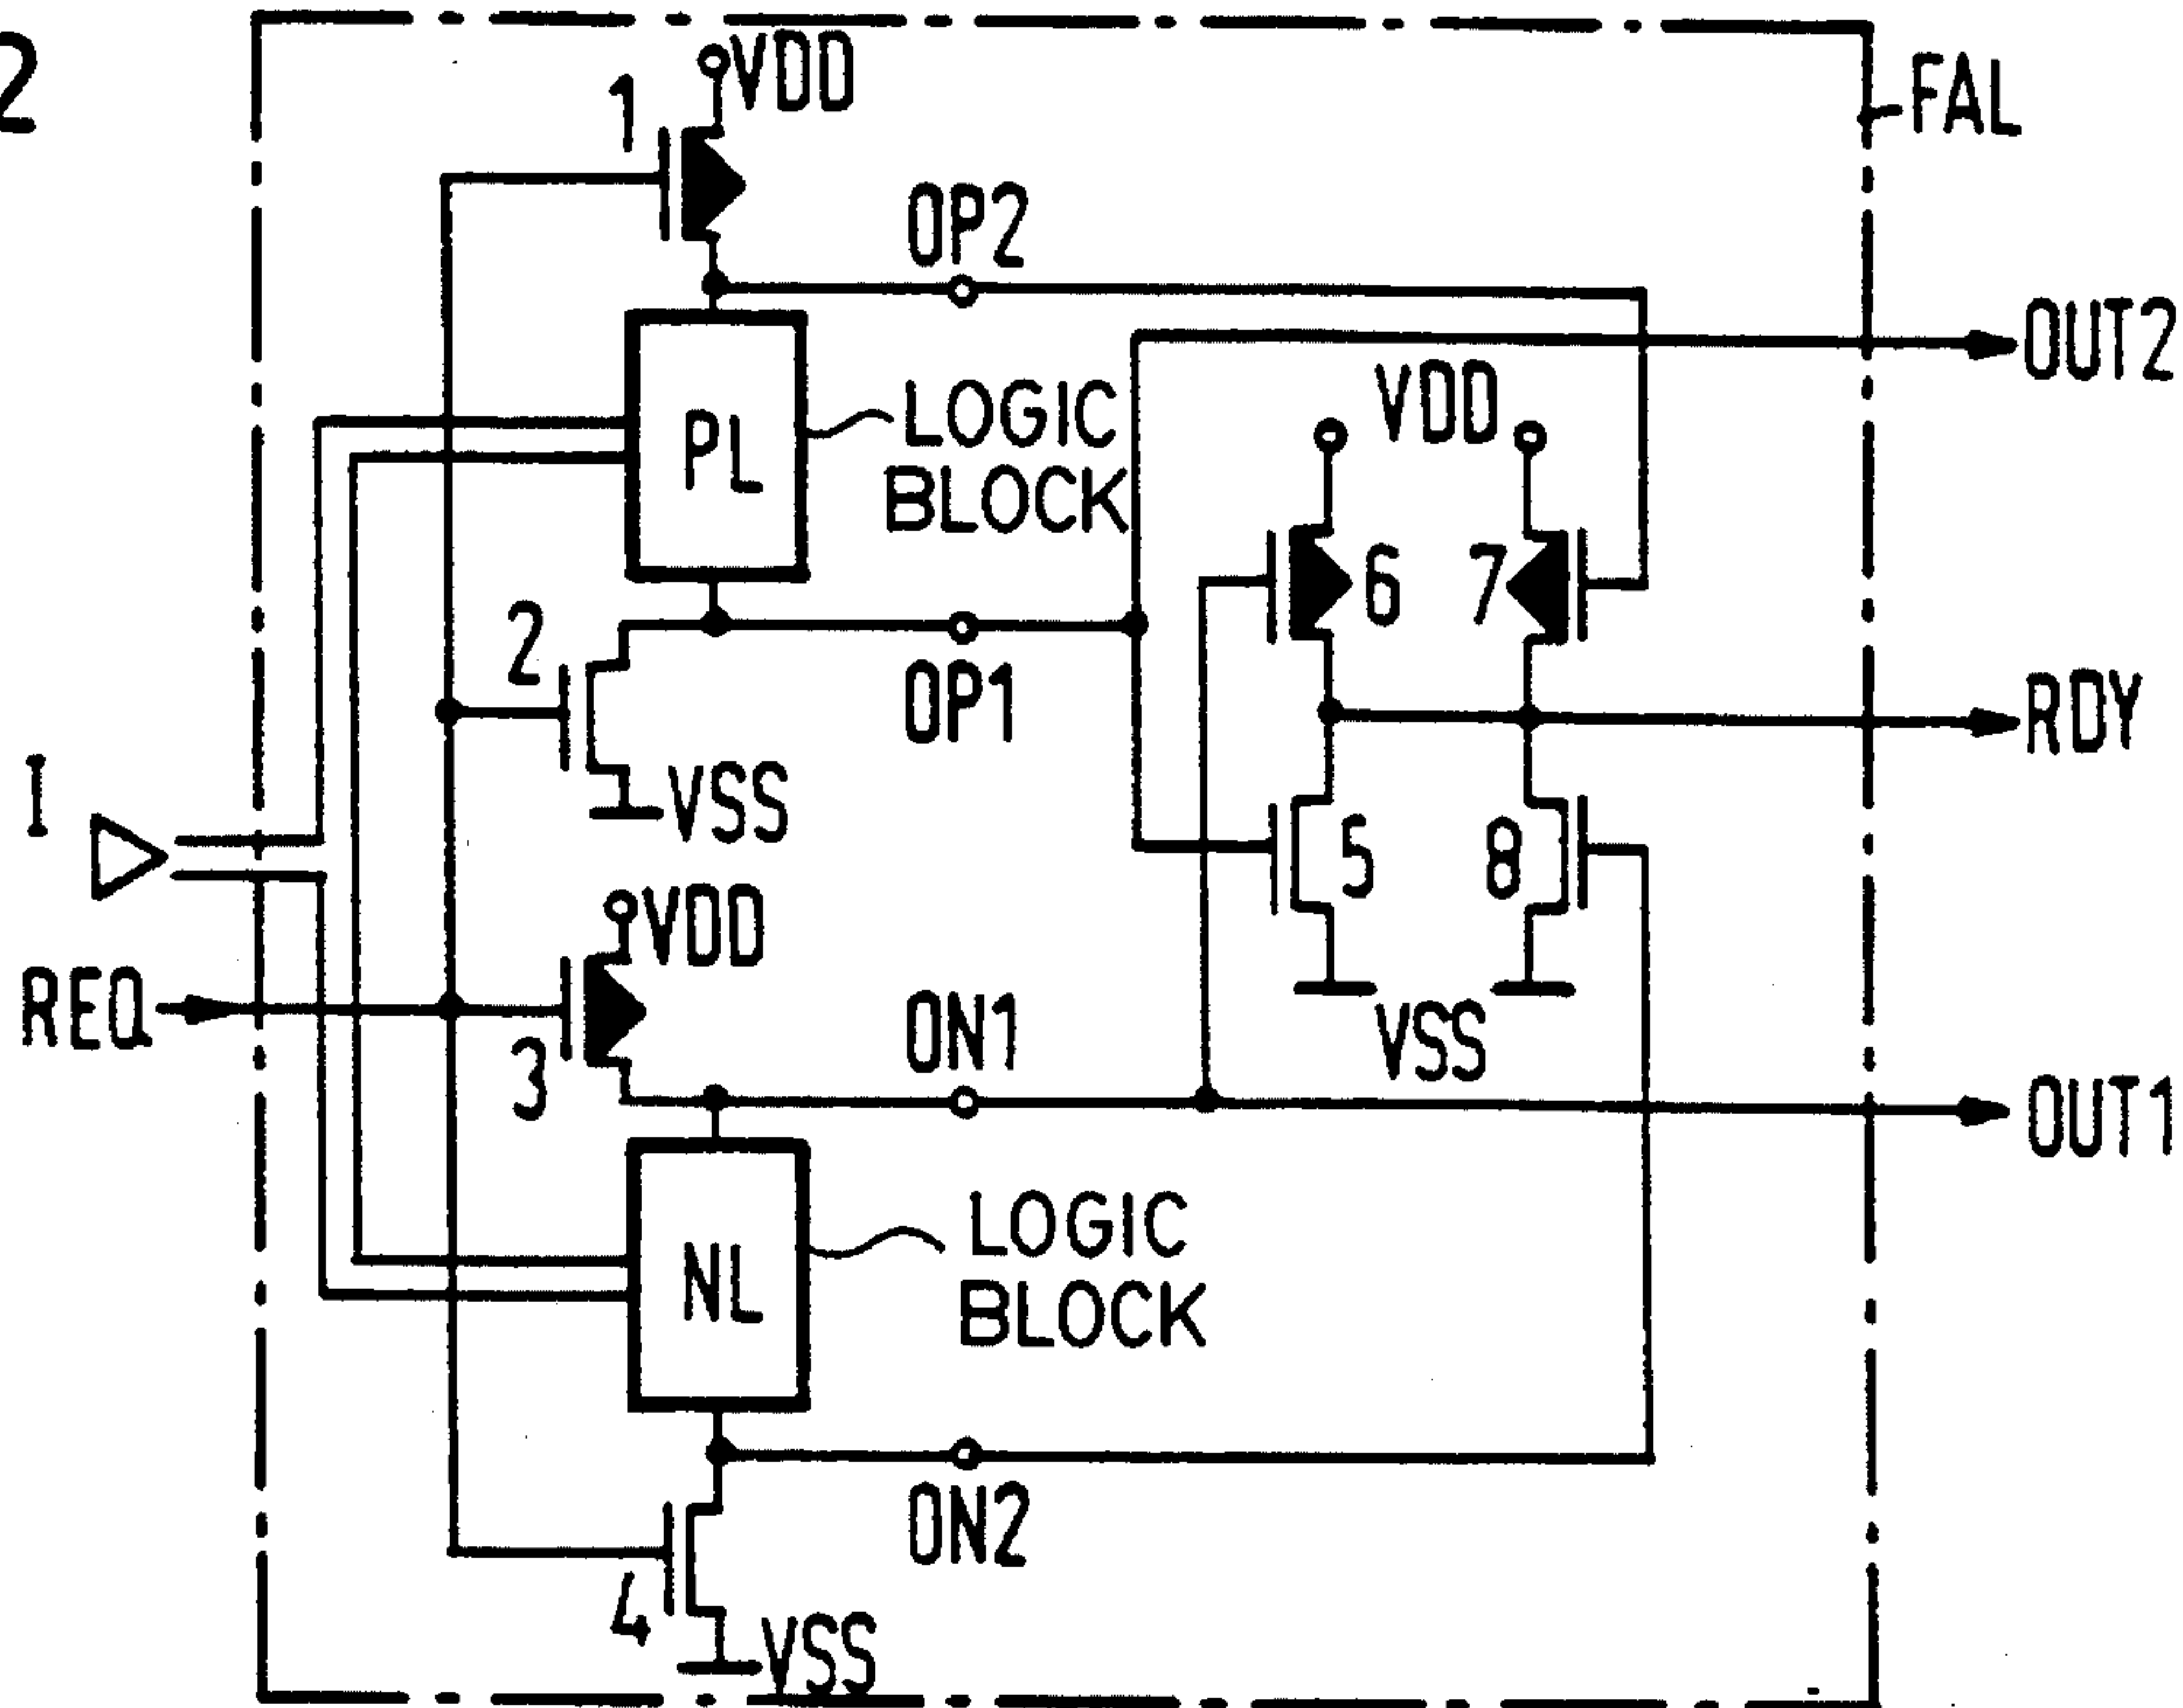 2
VDD
1
FAL
OP2
OUT2
VDD
LOGIC
BLOCK
PL
6
7
2
OP1
RDY
I
VSS
5
8
VDD
REQ
ON1
VSS
3
OUT1
LOGIC
BLOCK
NL
ON2
4
VSS